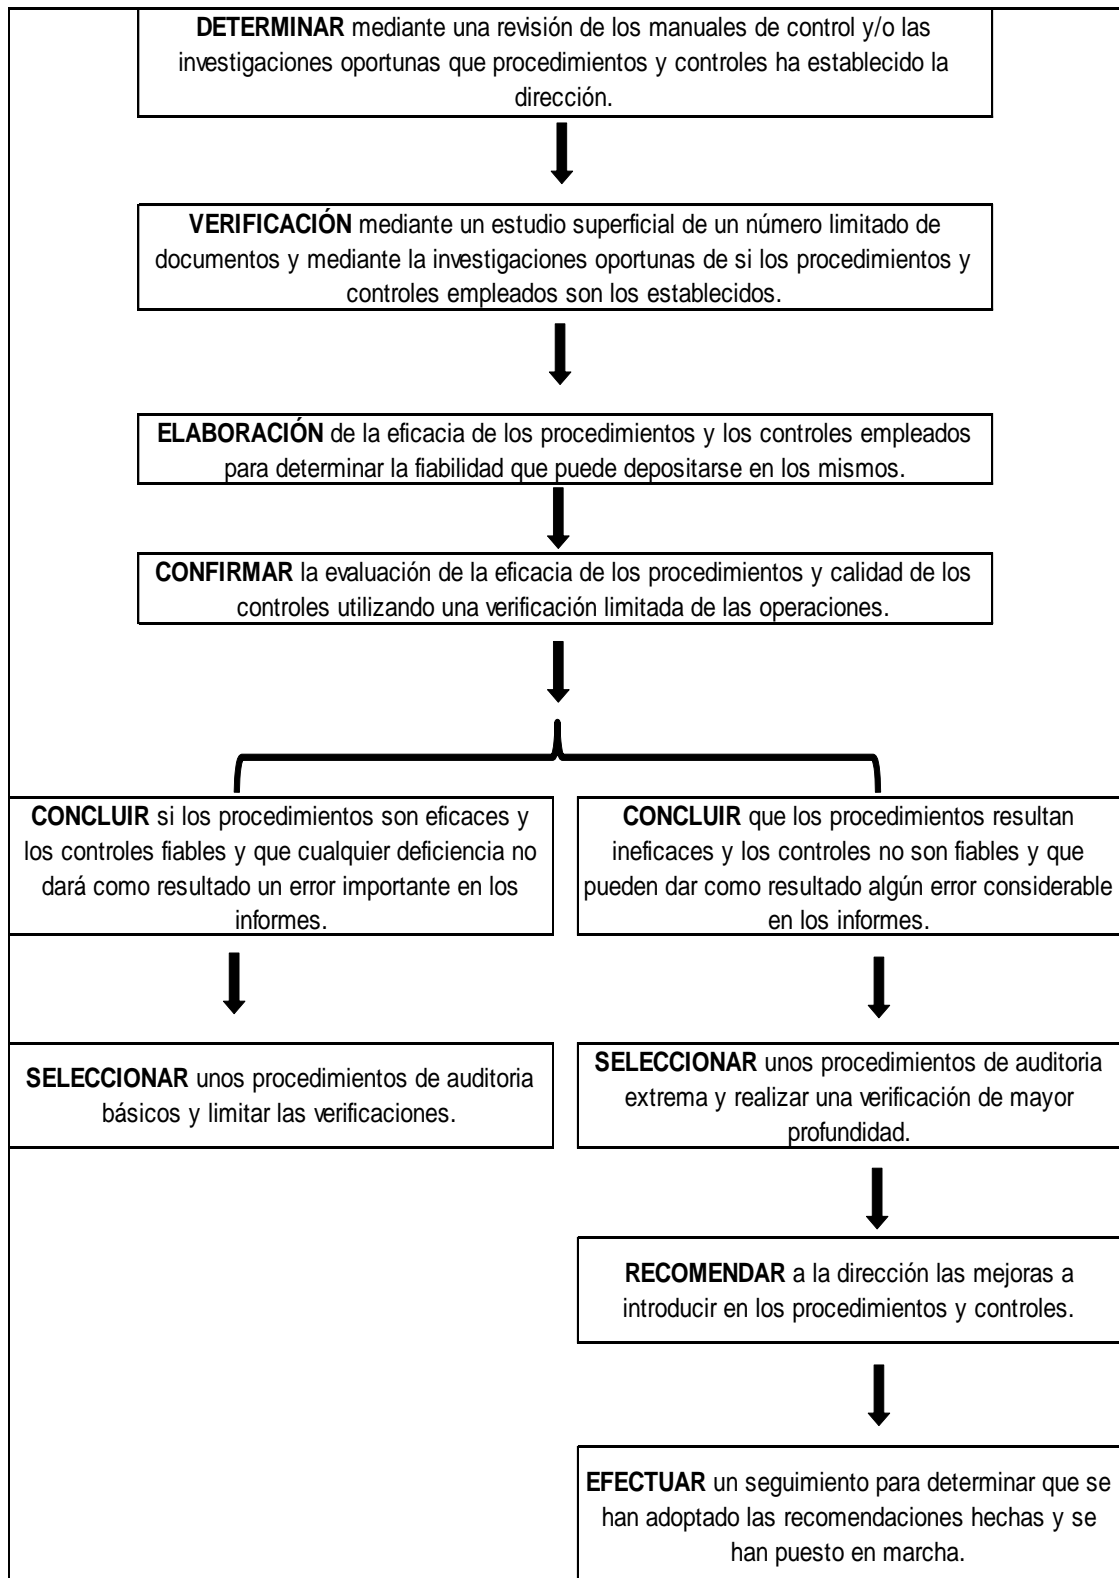 DETERMINAR mediante una revisión de los manuales de control y/o las
investigaciones oportunas que procedimientos y controles ha establecido la
dirección.
VERIFICACIÓN mediante un estudio superficial de un número limitado de
documentos y mediante la investigaciones oportunas de si los procedimientos y
controles empleados son los establecidos.
ELABORACIÓN de la eficacia de los procedimientos y los controles empleados
para determinar la fiabilidad que puede depositarse en los mismos.
CONFIRMAR la evaluación de la eficacia de los procedimientos y calidad de los
controles utilizando una verificación limitada de las operaciones.
CONCLUIR si los procedimientos son eficaces y
los controles fiables y que cualquier deficiencia no
dará como resultado un error importante en los
informes.
CONCLUIR que los procedimientos resultan
ineficaces y los controles no son fiables y que
pueden dar como resultado algún error considerable
en los informes.
SELECCIONAR unos procedimientos de auditoria
básicos y limitar las verificaciones.
SELECCIONAR unos procedimientos de auditoria
extrema y realizar una verificación de mayor
profundidad.
RECOMENDAR a la dirección las mejoras a
introducir en los procedimientos y controles.
EFECTUAR un seguimiento para determinar que se
han adoptado las recomendaciones hechas y se
han puesto en marcha.